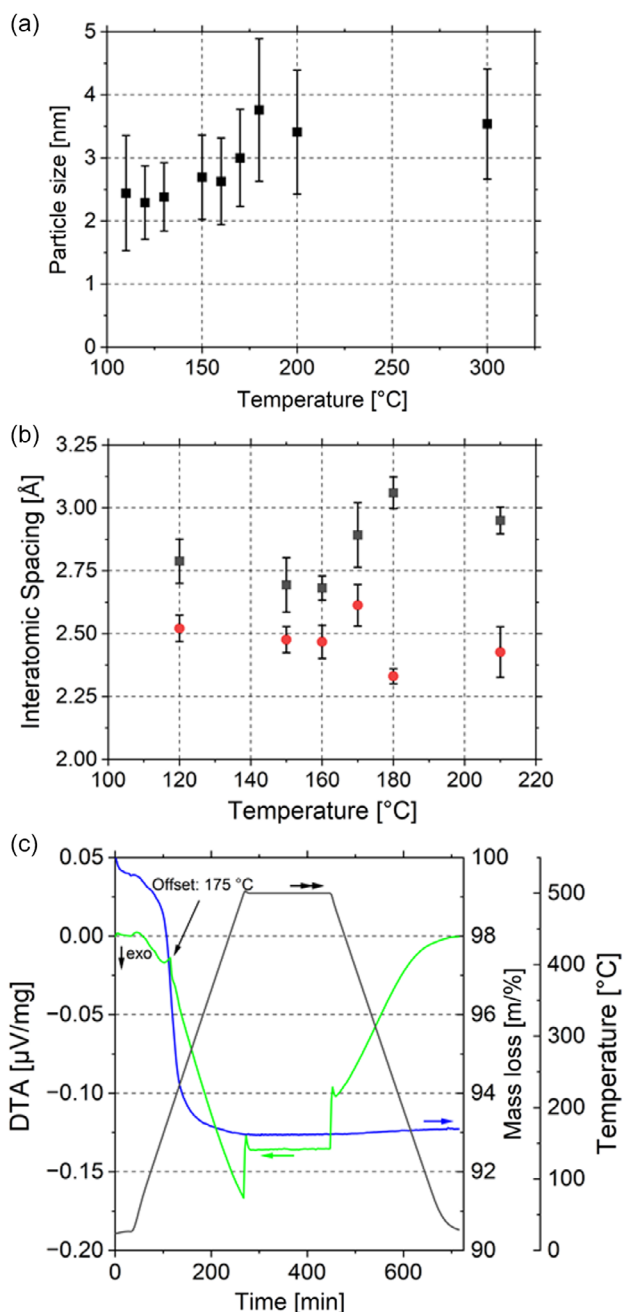 (a)
5
4
3
2
1
0
Particle size [nm]
100 150 200 250 300
Temperature [°C]
(b)
3.25
3.00
2.75
2.50
2.25
2.00
Interatomic Spacing [Å]
100 120 140 160 180 200 220
Temperature [°C]
(c)
0.05
0.00
−0.05
−0.10
−0.15
−0.20
DTA [µV/mg]
Offset: 175 °C
exo
100
98
96
94
92
90
Mass loss [m/%]
500
400
300
200
100
0
Temperature [°C]
0 200 400 600
Time [min]